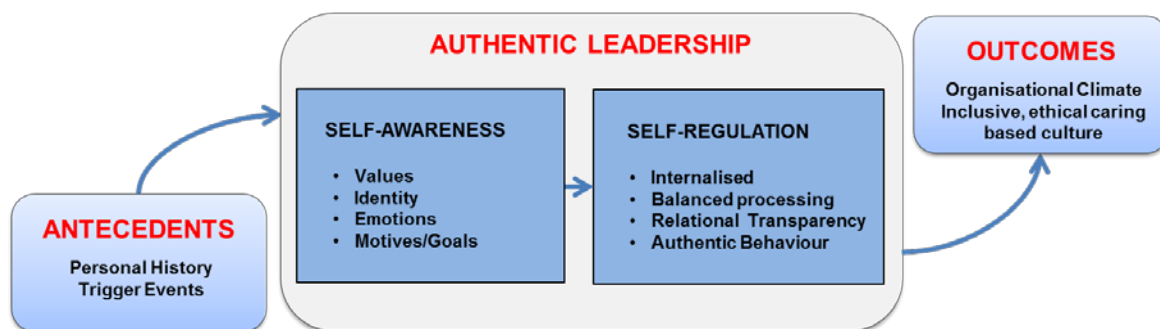 ANTECEDENTS
Personal History
Trigger Events
AUTHENTIC LEADERSHIP
SELF-AWARENESS
• Values
• Identity
• Emotions
• Motives/Goals
SELF-REGULATION
• Internalised
• Balanced processing
• Relational Transparency
• Authentic Behaviour
OUTCOMES
Organisational Climate
Inclusive, ethical caring
based culture